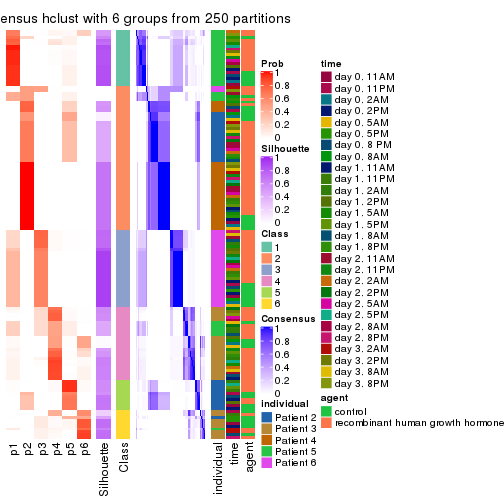 ensus hclust with 6 groups from 250 partitions
Prob
1
0.8
0.6
0.4
0.2
0
Silhouette
1
0.8
0.6
0.4
0.2
0
Class
1
2
3
4
5
6
Consensus
1
0.8
0.6
0.4
0.2
0
individual
Patient 2
Patient 3
Patient 4
Patient 5
Patient 6
time
day 0. 11AM
day 0. 11PM
day 0. 2AM
day 0. 2PM
day 0. 5AM
day 0. 5PM
day 0. 8 PM
day 0. 8AM
day 1. 11AM
day 1. 11PM
day 1. 2AM
day 1. 2PM
day 1. 5AM
day 1. 5PM
day 1. 8AM
day 1. 8PM
day 2. 11AM
day 2. 11PM
day 2. 2AM
day 2. 2PM
day 2. 5AM
day 2. 5PM
day 2. 8AM
day 2. 8PM
day 3. 2AM
day 3. 2PM
day 3. 8AM
day 3. 8PM
agent
control
recombinant human growth hormone
p1
p2
p3
p4
p5
p6
Silhouette
Class
individual
time
agent